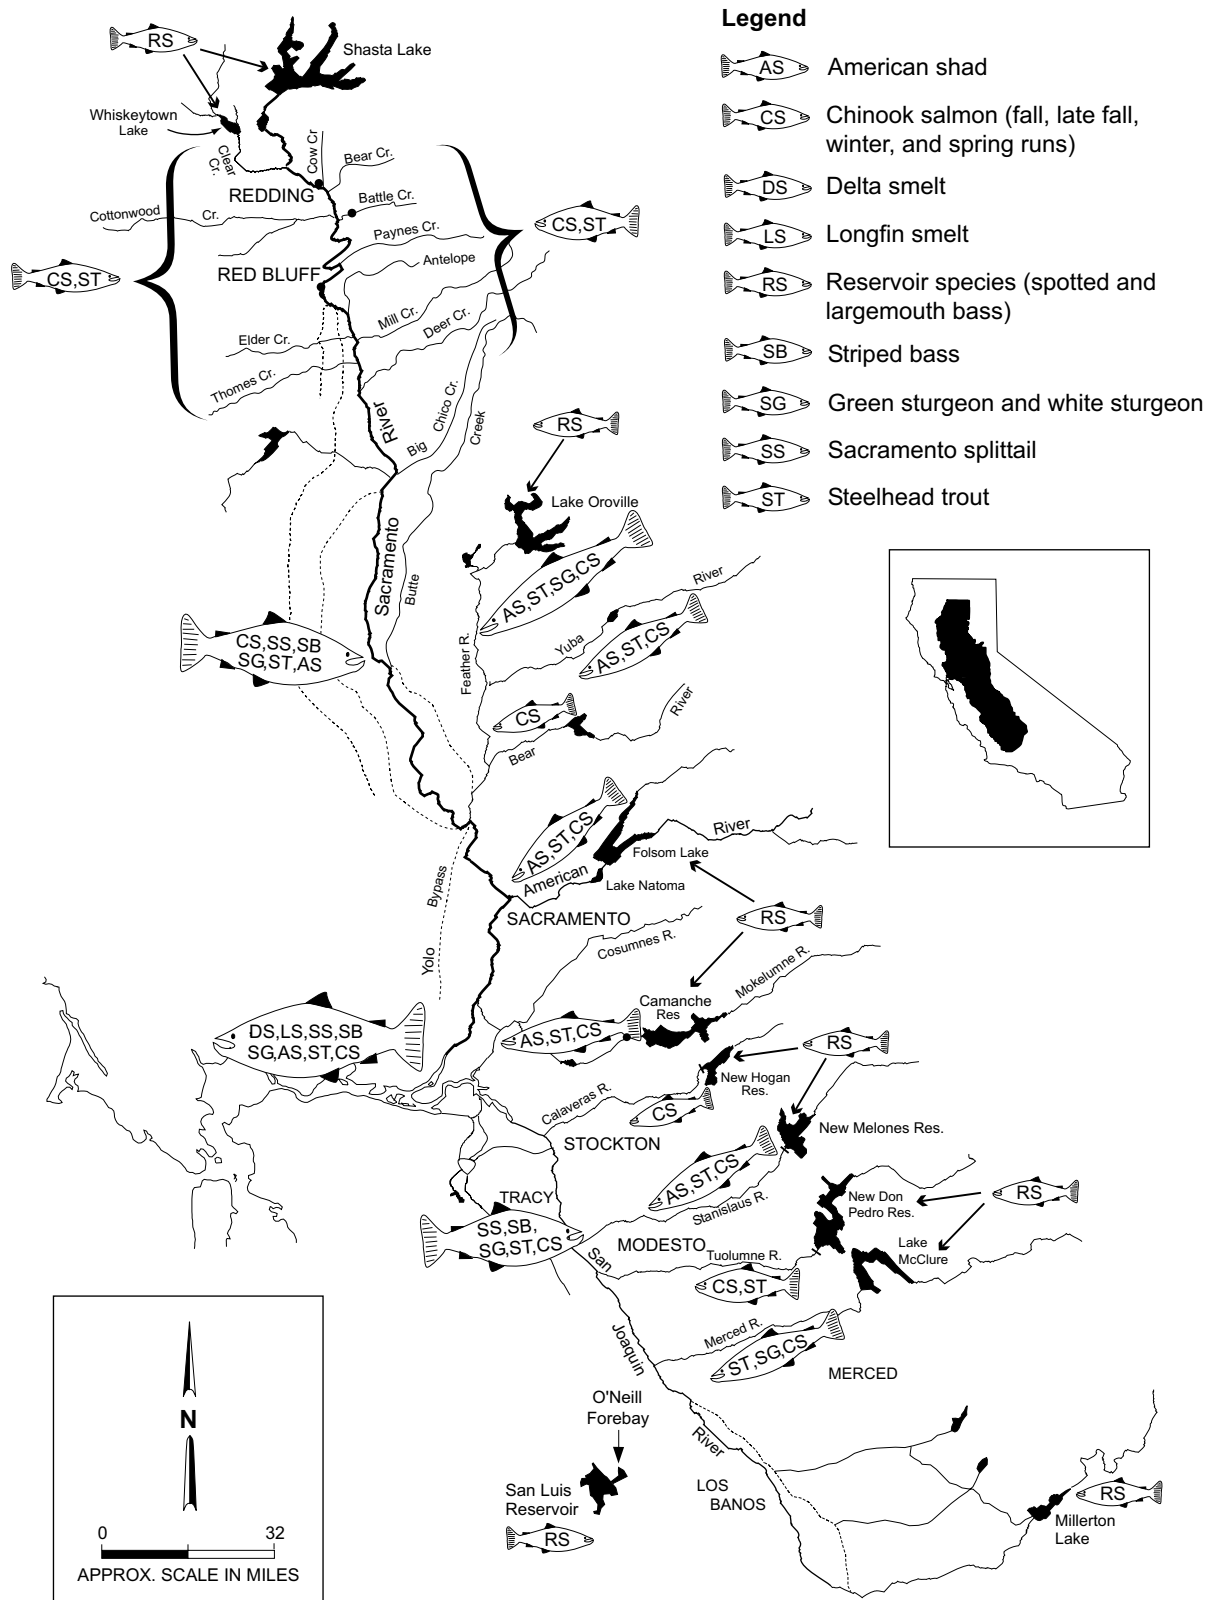 Legend
AS American shad
CS Chinook salmon (fall, late fall,
winter, and spring runs)
DS Delta smelt
LS Longfin smelt
RS Reservoir species (spotted and
largemouth bass)
SB Striped bass
SG Green sturgeon and white sturgeon
SS Sacramento splittail
ST Steelhead trout
RS
Shasta Lake
Whiskeytown
Lake
Clear
Cr.
Cow Cr
Bear Cr.
REDDING
Battle Cr.
Cottonwood Cr.
Paynes Cr.
CS,ST
Antelope
RED BLUFF
CS,ST
Mill Cr.
Deer Cr.
Elder Cr.
Thomes Cr.
River
Big Chico Cr.
Creek
RS
Lake Oroville
Sacramento
Butte
AS,ST,SG,CS
River
Yuba
Feather R.
AS,ST,CS
CS,SS,SB
SG,ST,AS
CS
River
Bear
AS,ST,CS
River
Folsom Lake
American
Lake Natoma
Bypass
Yolo
SACRAMENTO
RS
Cosumnes R.
Mokelumne R.
Camanche
Res
DS,LS,SS,SB
SG,AS,ST,CS
AS,ST,CS
RS
New Hogan
Res.
Calaveras R.
CS
New Melones Res.
STOCKTON
AS,ST,CS
TRACY
Stanislaus R.
New Don
Pedro Res.
RS
SS,SB,
SG,ST,CS
San
MODESTO
Tuolumne R.
Lake
McClure
CS,ST
Joaquin
Merced R.
ST,SG,CS
MERCED
O'Neill
Forebay
River
San Luis
Reservoir
RS
LOS
BANOS
RS
Millerton
Lake
N
0 32
APPROX. SCALE IN MILES